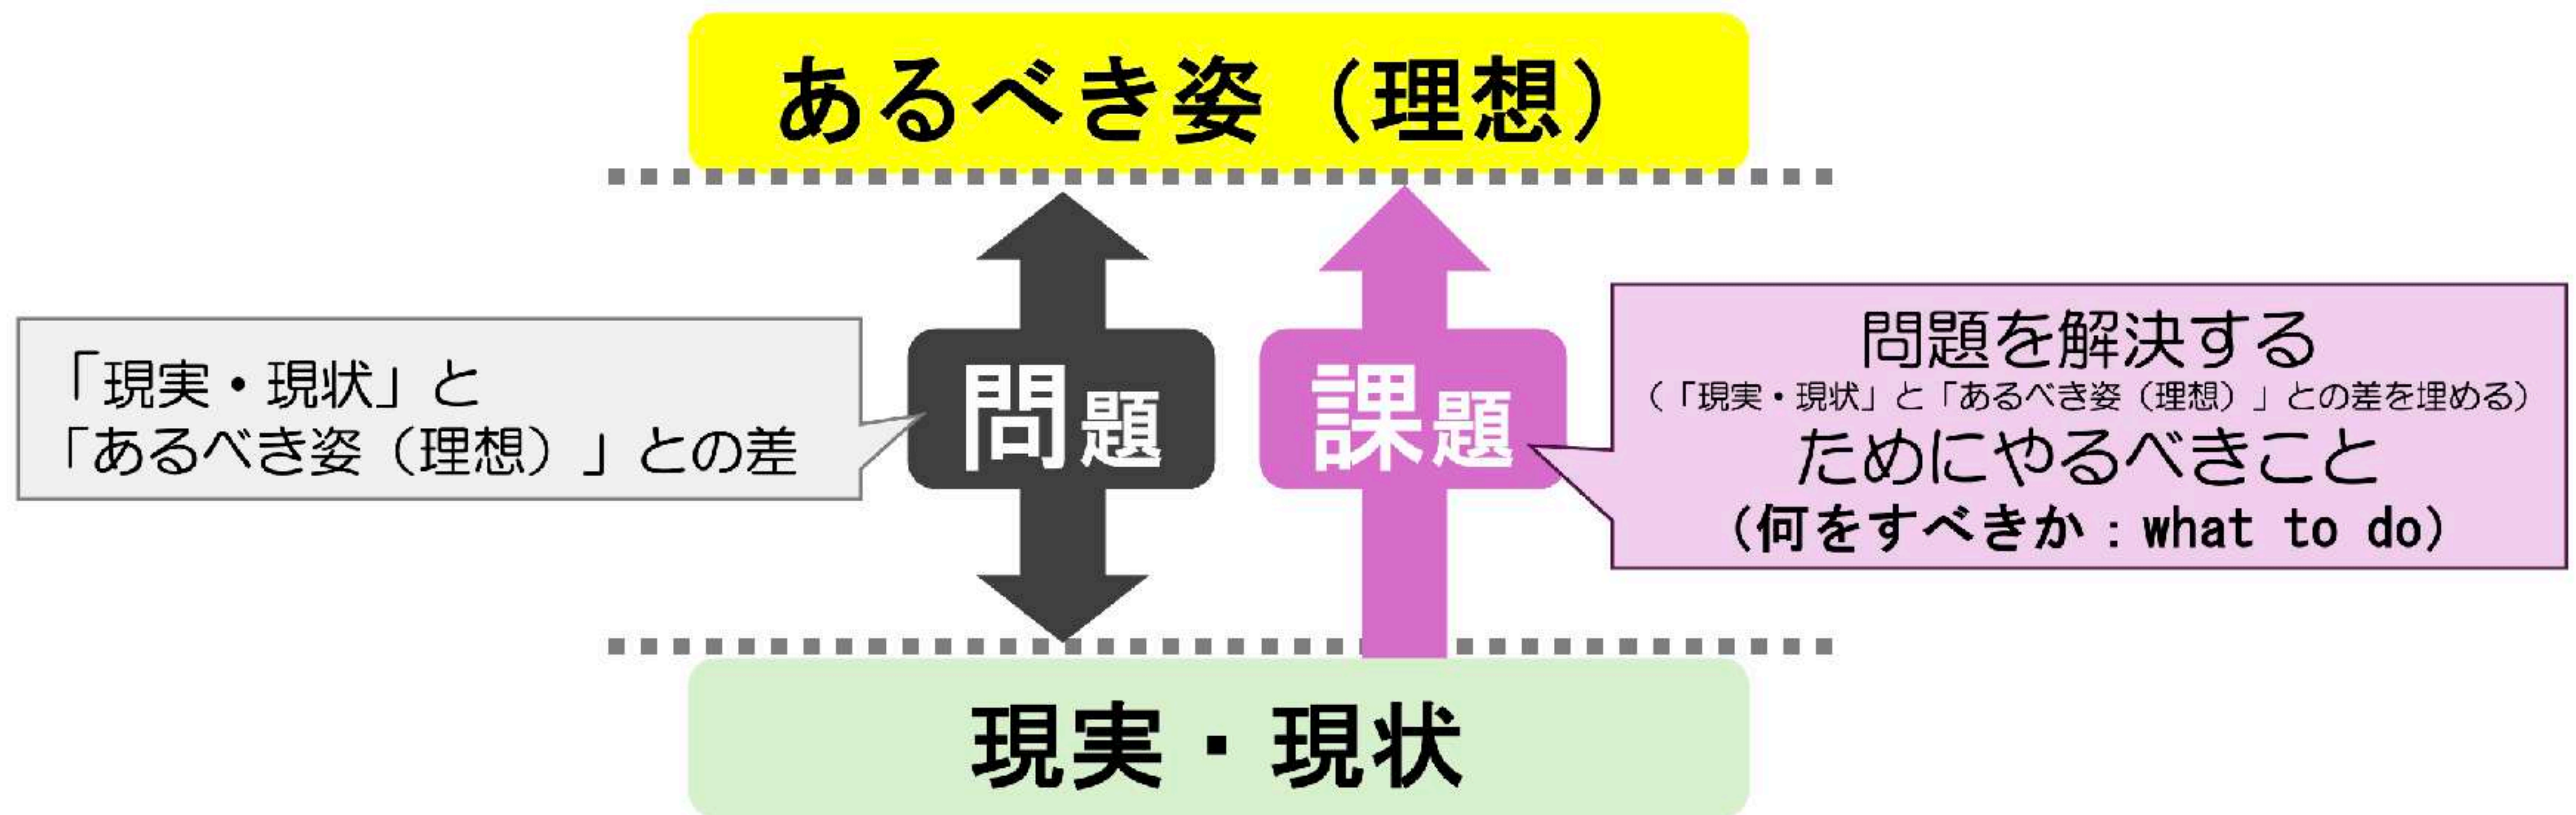 あるべき姿（理想）
「現実・現状」と
「あるべき姿（理想）」との差
問題
課題
問題を解決する
（「現実・現状」と「あるべき姿（理想）」との差を埋める）
ためにやるべきこと
（何をすべきか：what to do）
現実・現状